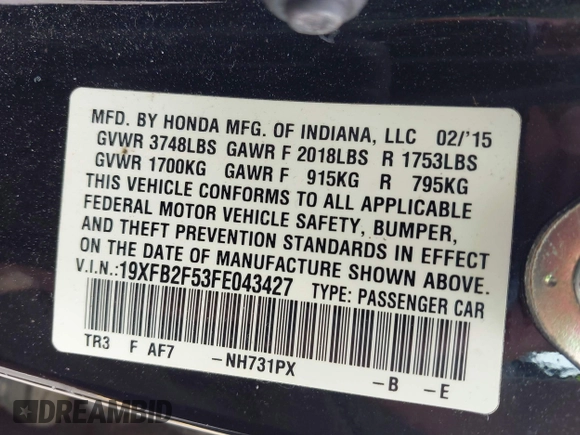 MFD. BY HONDA MFG. OF INDIANA, LLC 02/'15
GVWR 3748LBS GAWR F 2018LBS R 1753LBS
GVWR 1700KG GAWR F 915KG R 795KG
THIS VEHICLE CONFORMS TO ALL APPLICABLE
FEDERAL MOTOR VEHICLE SAFETY, BUMPER,
AND THEFT PREVENTION STANDARDS IN EFFECT
ON THE DATE OF MANUFACTURE SHOWN ABOVE.
V.I.N.:19XFB2F53FE043427 TYPE: PASSENGER CAR
TR3 F AF7 -NH731PX -B -E
DREAMBID